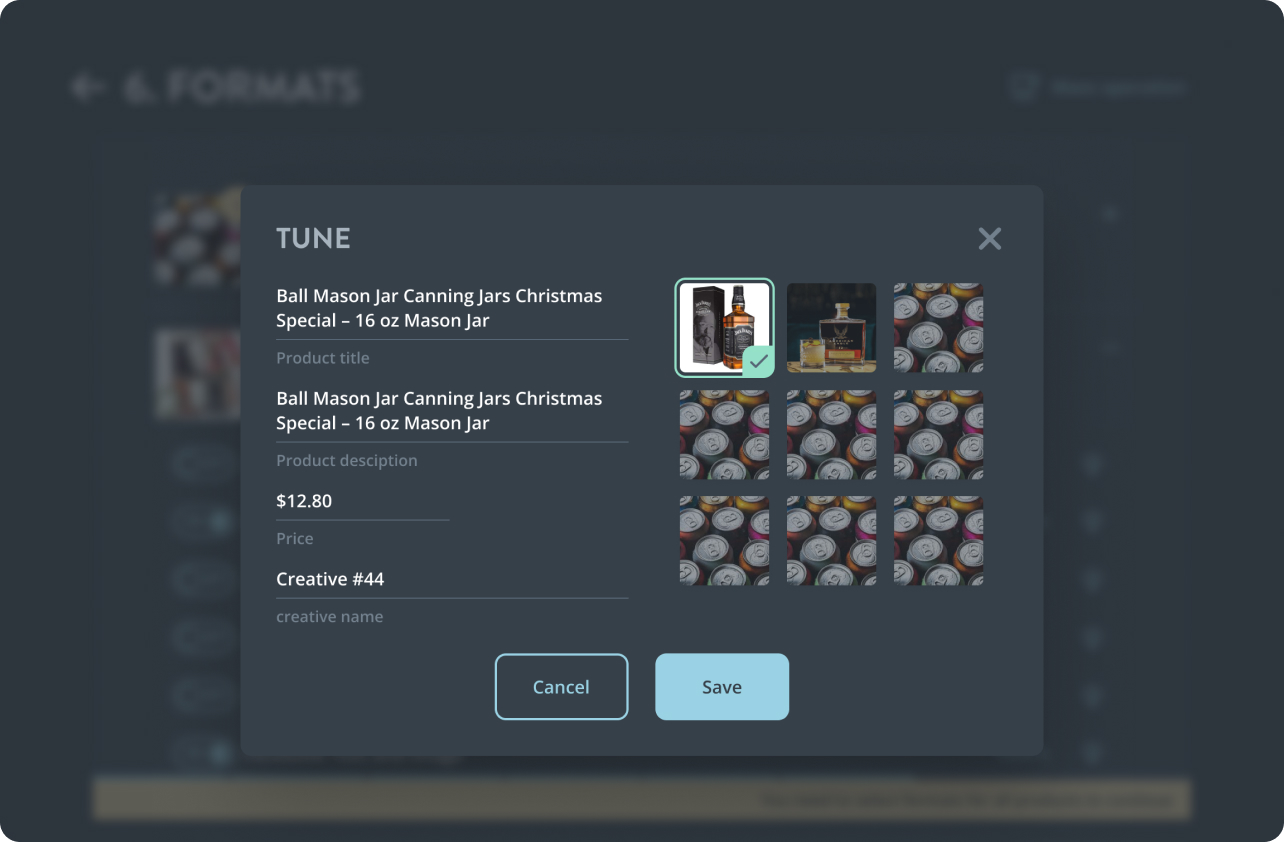 6. FORMATS
TUNE
Ball Mason Jar Canning Jars Christmas
Special – 16 oz Mason Jar
Product title
Ball Mason Jar Canning Jars Christmas
Special – 16 oz Mason Jar
Product desciption
$12.80
Price
Creative #44
creative name
Cancel
Save